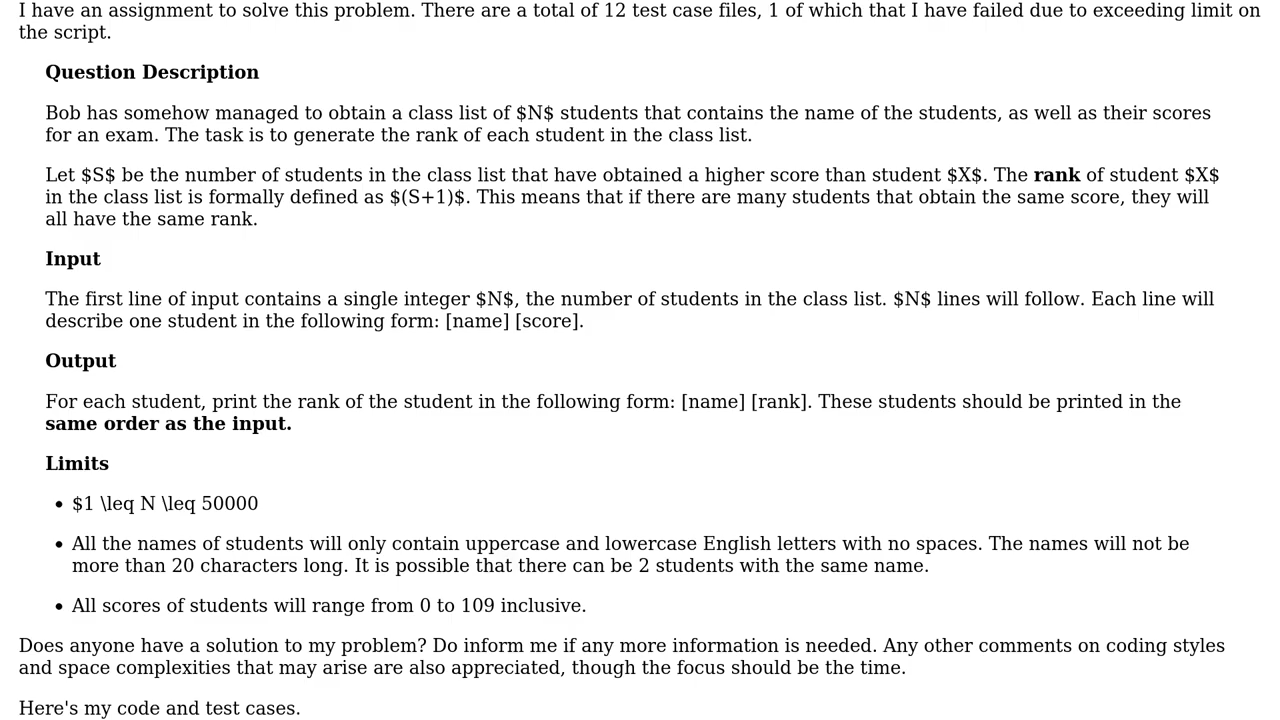 I have an assignment to solve this problem. There are a total of 12 test case files, 1 of which that I have failed due to exceeding limit on
the script.
Question Description
Bob has somehow managed to obtain a class list of $N$ students that contains the name of the students, as well as their scores
for an exam. The task is to generate the rank of each student in the class list.
Let $S$ be the number of students in the class list that have obtained a higher score than student $X$. The rank of student $X$
in the class list is formally defined as $(S+1)$. This means that if there are many students that obtain the same score, they will
all have the same rank.
Input
The first line of input contains a single integer $N$, the number of students in the class list. $N$ lines will follow. Each line will
describe one student in the following form: [name] [score].
Output
For each student, print the rank of the student in the following form: [name] [rank]. These students should be printed in the
same order as the input.
Limits
• $1 \leq N \leq 50000
• All the names of students will only contain uppercase and lowercase English letters with no spaces. The names will not be
more than 20 characters long. It is possible that there can be 2 students with the same name.
• All scores of students will range from 0 to 109 inclusive.
Does anyone have a solution to my problem? Do inform me if any more information is needed. Any other comments on coding styles
and space complexities that may arise are also appreciated, though the focus should be the time.
Here's my code and test cases.